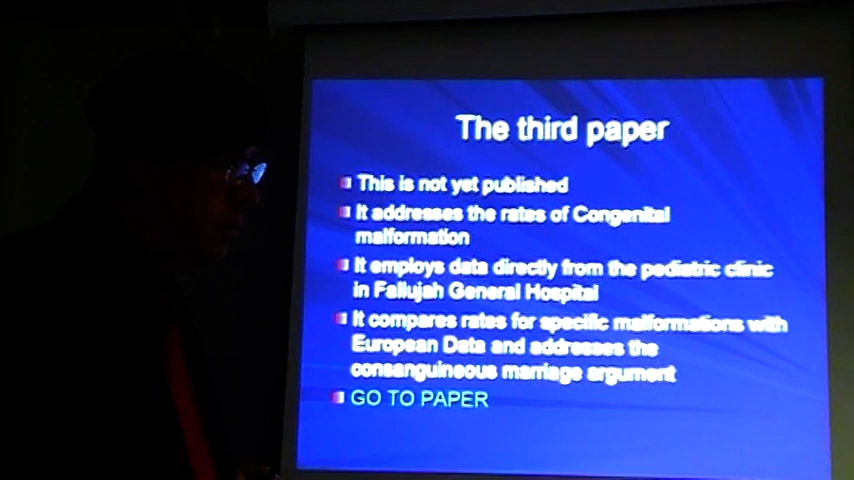 The third paper
This is not yet published
It addresses the rates of Congenital
malformation
It employs data directly from the pediatric clinic
in Fallujah General Hospital
It compares rates for specific malformations with
European Data and addresses the
consanguineous marriage argument
GO TO PAPER